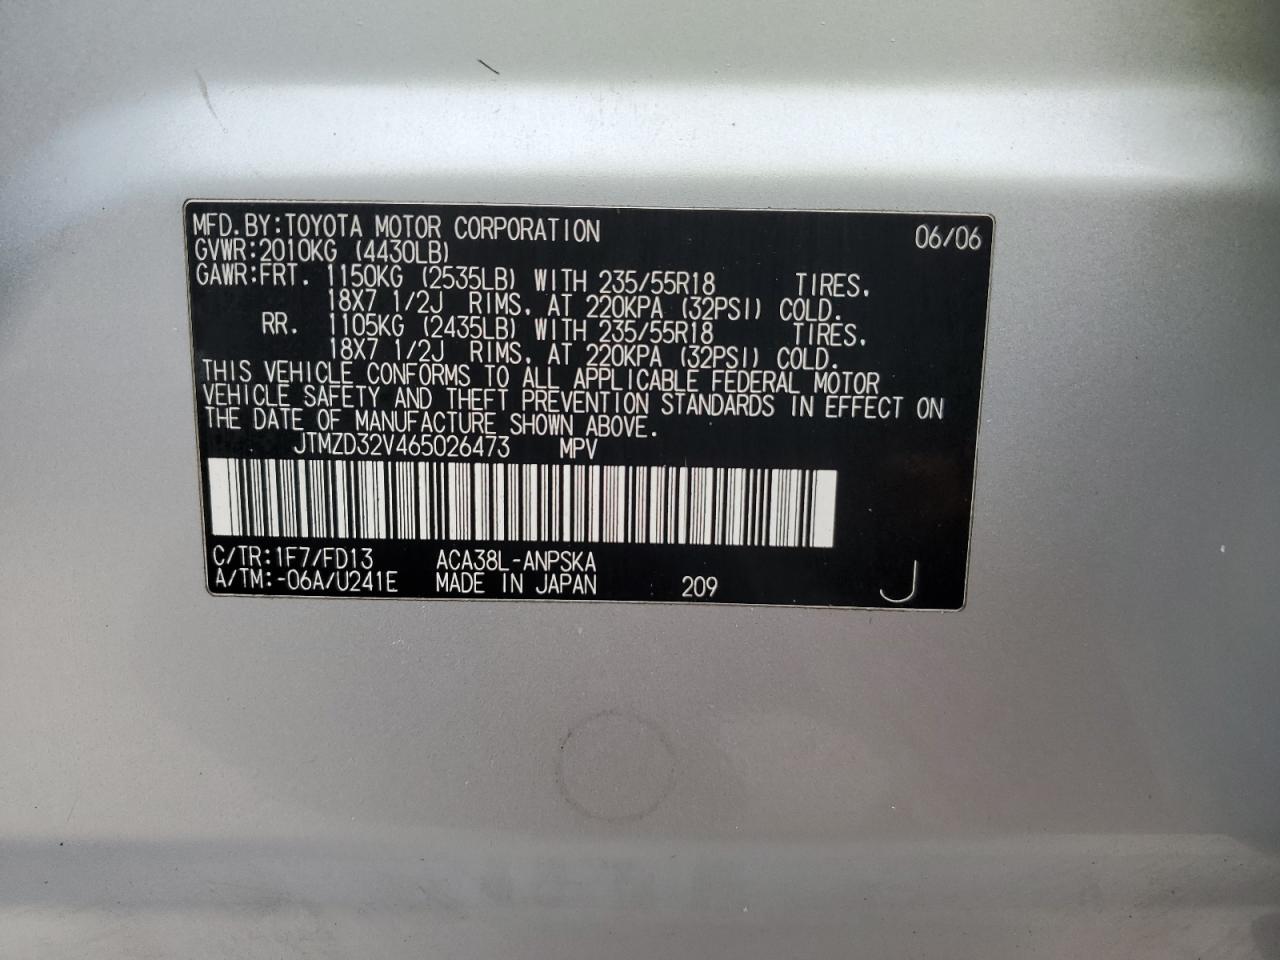 MFD.BY:TOYOTA MOTOR CORPORATION 06/06
GVWR:2010KG (4430LB)
GAWR:FRT. 1150KG (2535LB) WITH 235/55R18 TIRES.
18X7 1/2J RIMS, AT 220KPA (32PSI) COLD.
RR. 1105KG (2435LB) WITH 235/55R18 TIRES,
18X7 1/2J RIMS, AT 220KPA (32PSI) COLD.
THIS VEHICLE CONFORMS TO ALL APPLICABLE FEDERAL MOTOR
VEHICLE SAFETY AND THEFT PREVENTION STANDARDS IN EFFECT ON
THE DATE OF MANUFACTURE SHOWN ABOVE.
JTMZD32V465026473 MPV
C/TR:1F7/FD13 ACA38L-ANPSKA
A/TM:-06A/U241E MADE IN JAPAN 209 J